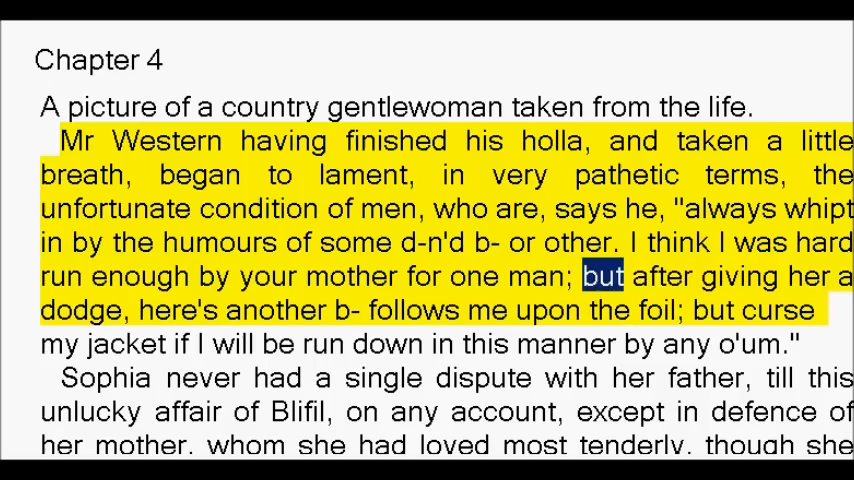 Chapter 4
A picture of a country gentlewoman taken from the life.
Mr Western having finished his holla, and taken a little
breath, began to lament, in very pathetic terms, the
unfortunate condition of men, who are, says he, "always whipt
in by the humours of some d-n'd b- or other. I think I was hard
run enough by your mother for one man; but after giving her a
dodge, here's another b- follows me upon the foil; but curse
my jacket if I will be run down in this manner by any o'um."
Sophia never had a single dispute with her father, till this
unlucky affair of Blifil, on any account, except in defence of
her mother, whom she had loved most tenderly, though she